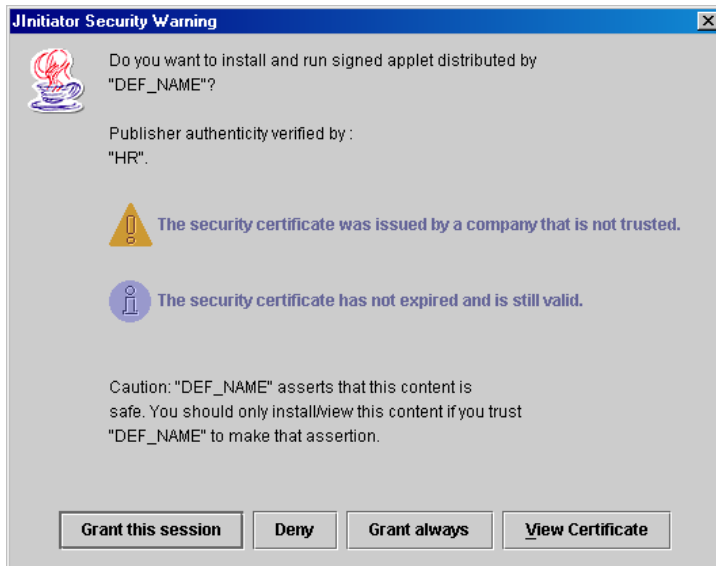 JInitiator Security Warning
Do you want to install and run signed applet distributed by
"DEF_NAME"?
Publisher authenticity verified by :
"HR".
The security certificate was issued by a company that is not trusted.
The security certificate has not expired and is still valid.
Caution: "DEF_NAME" asserts that this content is
safe. You should only install/view this content if you trust
"DEF_NAME" to make that assertion.
Grant this session Deny Grant always View Certificate